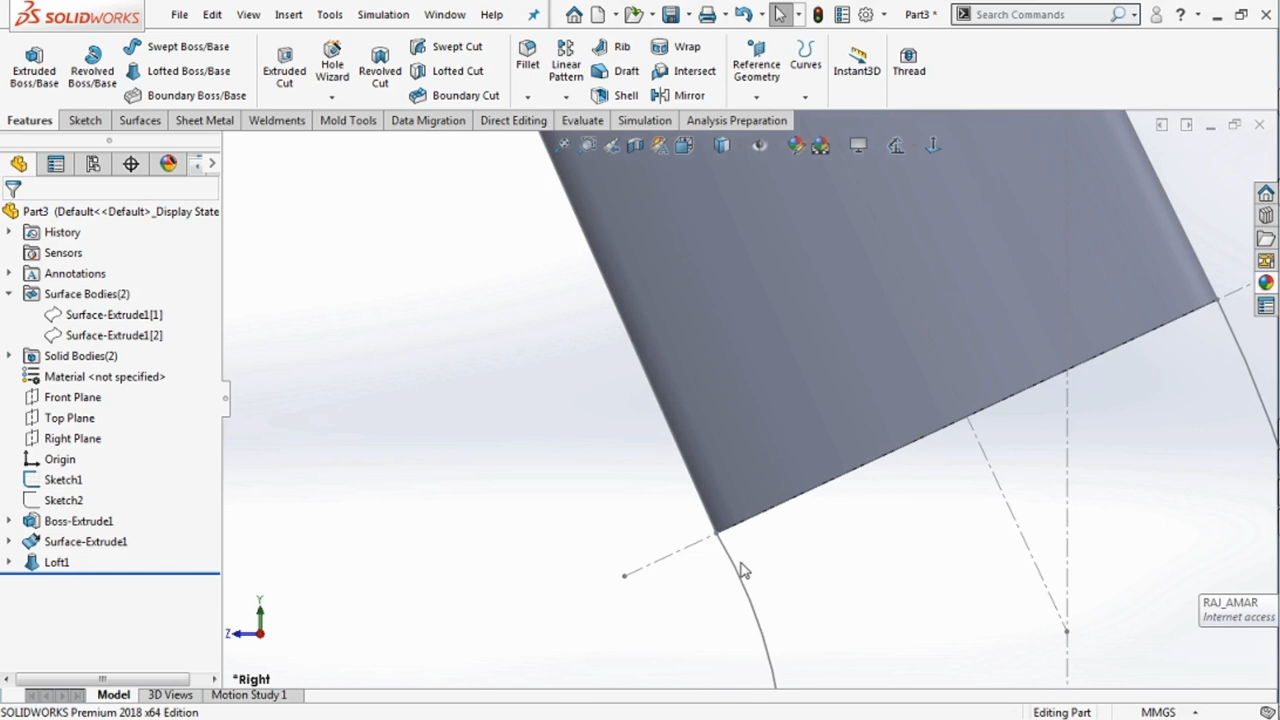 SOLIDWORKS File Edit View Insert Tools Simulation Window Help Part3 * Search Commands
Extruded Boss/Base
Revolved Boss/Base
Swept Boss/Base
Lofted Boss/Base
Boundary Boss/Base
Extruded Cut
Hole Wizard
Revolved Cut
Swept Cut
Lofted Cut
Boundary Cut
Fillet
Linear Pattern
Rib
Draft
Shell
Wrap
Intersect
Mirror
Reference Geometry
Curves
Instant3D
Thread
Features Sketch Surfaces Sheet Metal Weldments Mold Tools Data Migration Direct Editing Evaluate Simulation Analysis Preparation
Part3 (Default<<Default>_Display State
History
Sensors
Annotations
Surface Bodies(2)
Surface-Extrude1[1]
Surface-Extrude1[2]
Solid Bodies(2)
Material <not specified>
Front Plane
Top Plane
Right Plane
Origin
Sketch1
Sketch2
Boss-Extrude1
Surface-Extrude1
Loft1
Y
Z
*Right
RAJ_AMAR
Internet access
Model 3D Views Motion Study 1
SOLIDWORKS Premium 2018 x64 Edition Editing Part MMGS